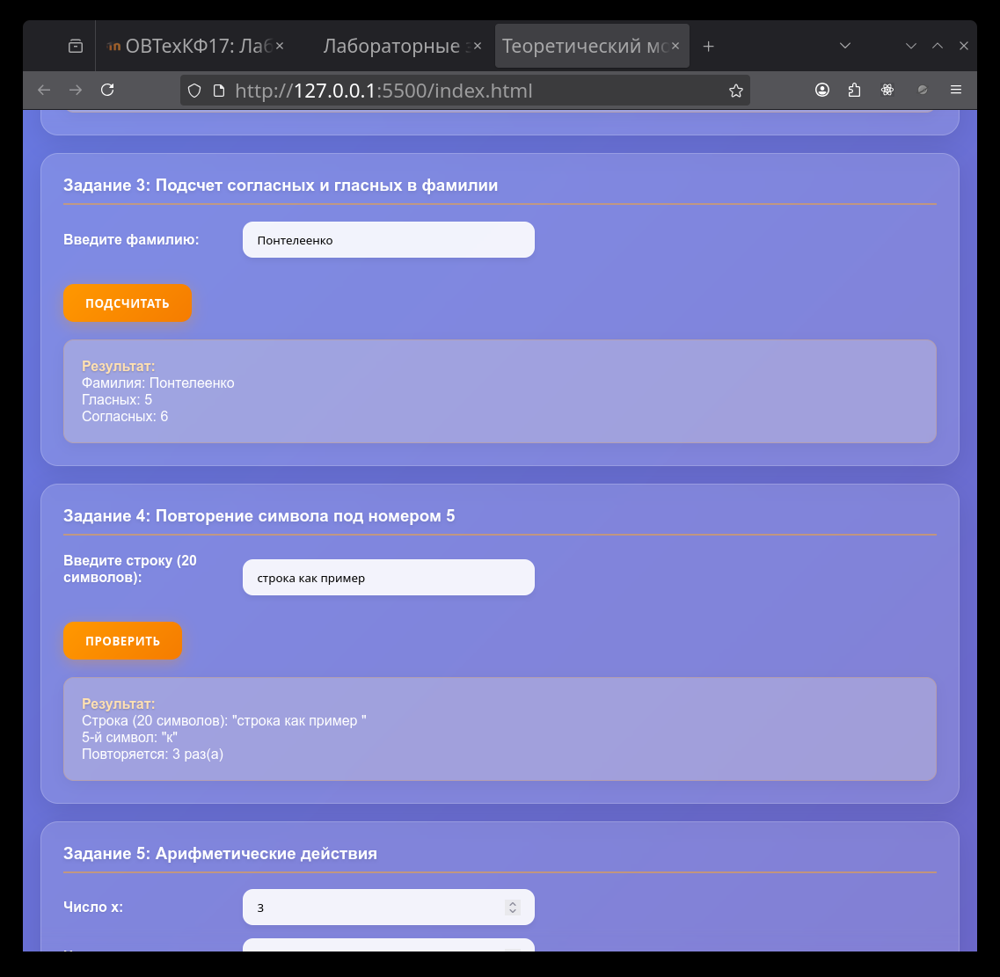 ОВТехКФ17: Лаб
Лабораторные
Теоретический мо
http://127.0.0.1:5500/index.html
Задание 3: Подсчет согласных и гласных в фамилии
Введите фамилию:
Понтелеенко
ПОДСЧИТАТЬ
Результат:
Фамилия: Понтелеенко
Гласных: 5
Согласных: 6
Задание 4: Повторение символа под номером 5
Введите строку (20
символов):
строка как пример
ПРОВЕРИТЬ
Результат:
Строка (20 символов): "строка как пример "
5-й символ: "к"
Повторяется: 3 раз(а)
Задание 5: Арифметические действия
Число x:
3